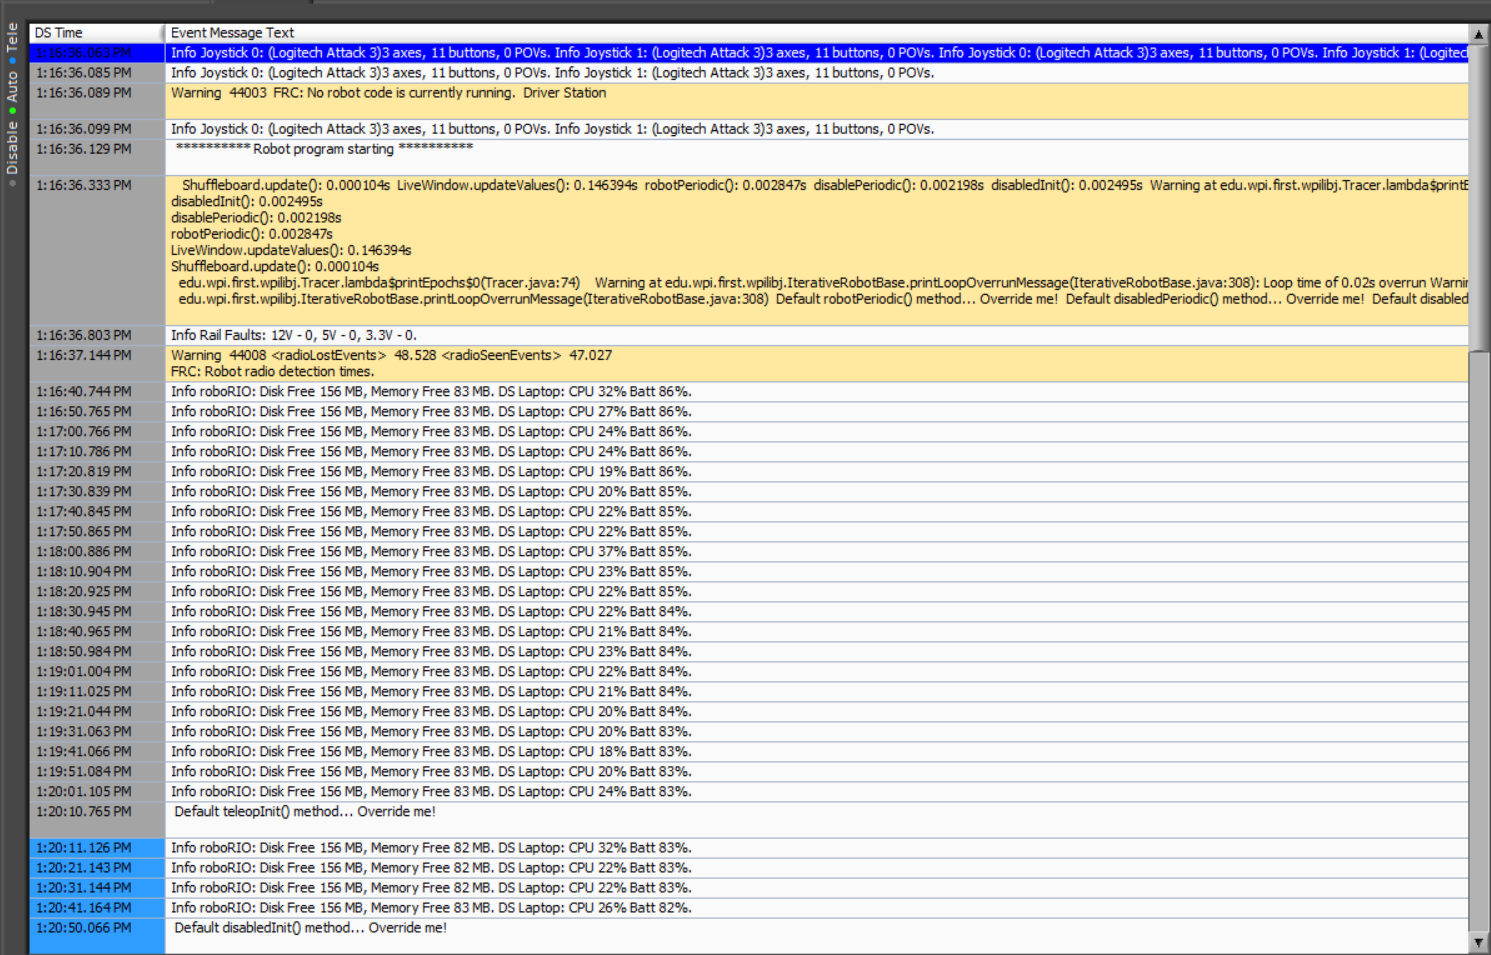 DS Time Event Message Text
Disable Auto Tele
1:16:36.063 PM Info Joystick 0: (Logitech Attack 3)3 axes, 11 buttons, 0 POVs. Info Joystick 1: (Logitech Attack 3)3 axes, 11 buttons, 0 POVs. Info Joystick 0: (Logitech Attack 3)3 axes, 11 buttons, 0 POVs. Info Joystick 1: (Logitec
1:16:36.085 PM Info Joystick 0: (Logitech Attack 3)3 axes, 11 buttons, 0 POVs. Info Joystick 1: (Logitech Attack 3)3 axes, 11 buttons, 0 POVs.
1:16:36.089 PM Warning 44003 FRC: No robot code is currently running. Driver Station
1:16:36.099 PM Info Joystick 0: (Logitech Attack 3)3 axes, 11 buttons, 0 POVs. Info Joystick 1: (Logitech Attack 3)3 axes, 11 buttons, 0 POVs.
1:16:36.129 PM ********** Robot program starting **********
1:16:36.333 PM Shuffleboard.update(): 0.000104s LiveWindow.updateValues(): 0.146394s robotPeriodic(): 0.002847s disablePeriodic(): 0.002198s disabledInit(): 0.002495s Warning at edu.wpi.first.wpilibj.Tracer.lambda$printE
disabledInit(): 0.002495s
disablePeriodic(): 0.002198s
robotPeriodic(): 0.002847s
LiveWindow.updateValues(): 0.146394s
Shuffleboard.update(): 0.000104s
edu.wpi.first.wpilibj.Tracer.lambda$printEpochs$0(Tracer.java:74) Warning at edu.wpi.first.wpilibj.IterativeRobotBase.printLoopOverrunMessage(IterativeRobotBase.java:308): Loop time of 0.02s overrun Warnin
edu.wpi.first.wpilibj.IterativeRobotBase.printLoopOverrunMessage(IterativeRobotBase.java:308) Default robotPeriodic() method... Override me! Default disabledPeriodic() method... Override me! Default disabled
1:16:36.803 PM Info Rail Faults: 12V - 0, 5V - 0, 3.3V - 0.
1:16:37.144 PM Warning 44008 <radioLostEvents> 48.528 <radioSeenEvents> 47.027
FRC: Robot radio detection times.
1:16:40.744 PM Info roboRIO: Disk Free 156 MB, Memory Free 83 MB. DS Laptop: CPU 32% Batt 86%.
1:16:50.765 PM Info roboRIO: Disk Free 156 MB, Memory Free 83 MB. DS Laptop: CPU 27% Batt 86%.
1:17:00.766 PM Info roboRIO: Disk Free 156 MB, Memory Free 83 MB. DS Laptop: CPU 24% Batt 86%.
1:17:10.786 PM Info roboRIO: Disk Free 156 MB, Memory Free 83 MB. DS Laptop: CPU 24% Batt 86%.
1:17:20.819 PM Info roboRIO: Disk Free 156 MB, Memory Free 83 MB. DS Laptop: CPU 19% Batt 86%.
1:17:30.839 PM Info roboRIO: Disk Free 156 MB, Memory Free 83 MB. DS Laptop: CPU 20% Batt 85%.
1:17:40.845 PM Info roboRIO: Disk Free 156 MB, Memory Free 83 MB. DS Laptop: CPU 22% Batt 85%.
1:17:50.865 PM Info roboRIO: Disk Free 156 MB, Memory Free 83 MB. DS Laptop: CPU 22% Batt 85%.
1:18:00.886 PM Info roboRIO: Disk Free 156 MB, Memory Free 83 MB. DS Laptop: CPU 37% Batt 85%.
1:18:10.904 PM Info roboRIO: Disk Free 156 MB, Memory Free 83 MB. DS Laptop: CPU 23% Batt 85%.
1:18:20.925 PM Info roboRIO: Disk Free 156 MB, Memory Free 83 MB. DS Laptop: CPU 22% Batt 85%.
1:18:30.945 PM Info roboRIO: Disk Free 156 MB, Memory Free 83 MB. DS Laptop: CPU 22% Batt 84%.
1:18:40.965 PM Info roboRIO: Disk Free 156 MB, Memory Free 83 MB. DS Laptop: CPU 21% Batt 84%.
1:18:50.984 PM Info roboRIO: Disk Free 156 MB, Memory Free 83 MB. DS Laptop: CPU 23% Batt 84%.
1:19:01.004 PM Info roboRIO: Disk Free 156 MB, Memory Free 83 MB. DS Laptop: CPU 22% Batt 84%.
1:19:11.025 PM Info roboRIO: Disk Free 156 MB, Memory Free 83 MB. DS Laptop: CPU 21% Batt 84%.
1:19:21.044 PM Info roboRIO: Disk Free 156 MB, Memory Free 83 MB. DS Laptop: CPU 20% Batt 84%.
1:19:31.063 PM Info roboRIO: Disk Free 156 MB, Memory Free 83 MB. DS Laptop: CPU 20% Batt 83%.
1:19:41.066 PM Info roboRIO: Disk Free 156 MB, Memory Free 83 MB. DS Laptop: CPU 18% Batt 83%.
1:19:51.084 PM Info roboRIO: Disk Free 156 MB, Memory Free 83 MB. DS Laptop: CPU 20% Batt 83%.
1:20:01.105 PM Info roboRIO: Disk Free 156 MB, Memory Free 83 MB. DS Laptop: CPU 24% Batt 83%.
1:20:10.765 PM Default teleopInit() method... Override me!
1:20:11.126 PM Info roboRIO: Disk Free 156 MB, Memory Free 82 MB. DS Laptop: CPU 32% Batt 83%.
1:20:21.143 PM Info roboRIO: Disk Free 156 MB, Memory Free 82 MB. DS Laptop: CPU 22% Batt 83%.
1:20:31.144 PM Info roboRIO: Disk Free 156 MB, Memory Free 82 MB. DS Laptop: CPU 22% Batt 83%.
1:20:41.164 PM Info roboRIO: Disk Free 156 MB, Memory Free 83 MB. DS Laptop: CPU 26% Batt 82%.
1:20:50.066 PM Default disabledInit() method... Override me!